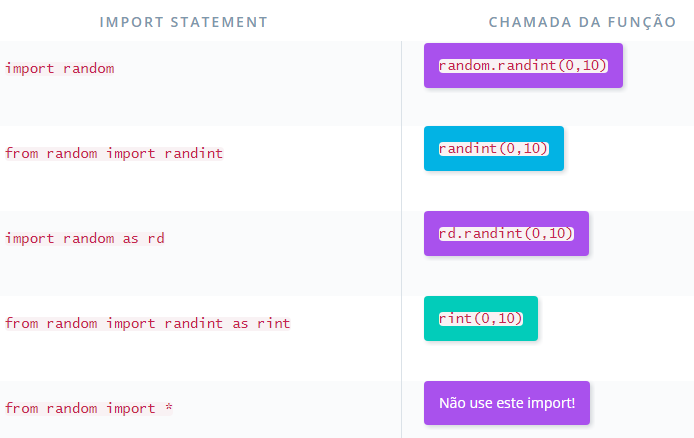 IMPORT STATEMENT CHAMADA DA FUNÇÃO
import random random.randint(0,10)
from random import randint randint(0,10)
import random as rd rd.randint(0,10)
from random import randint as rint rint(0,10)
from random import * Não use este import!